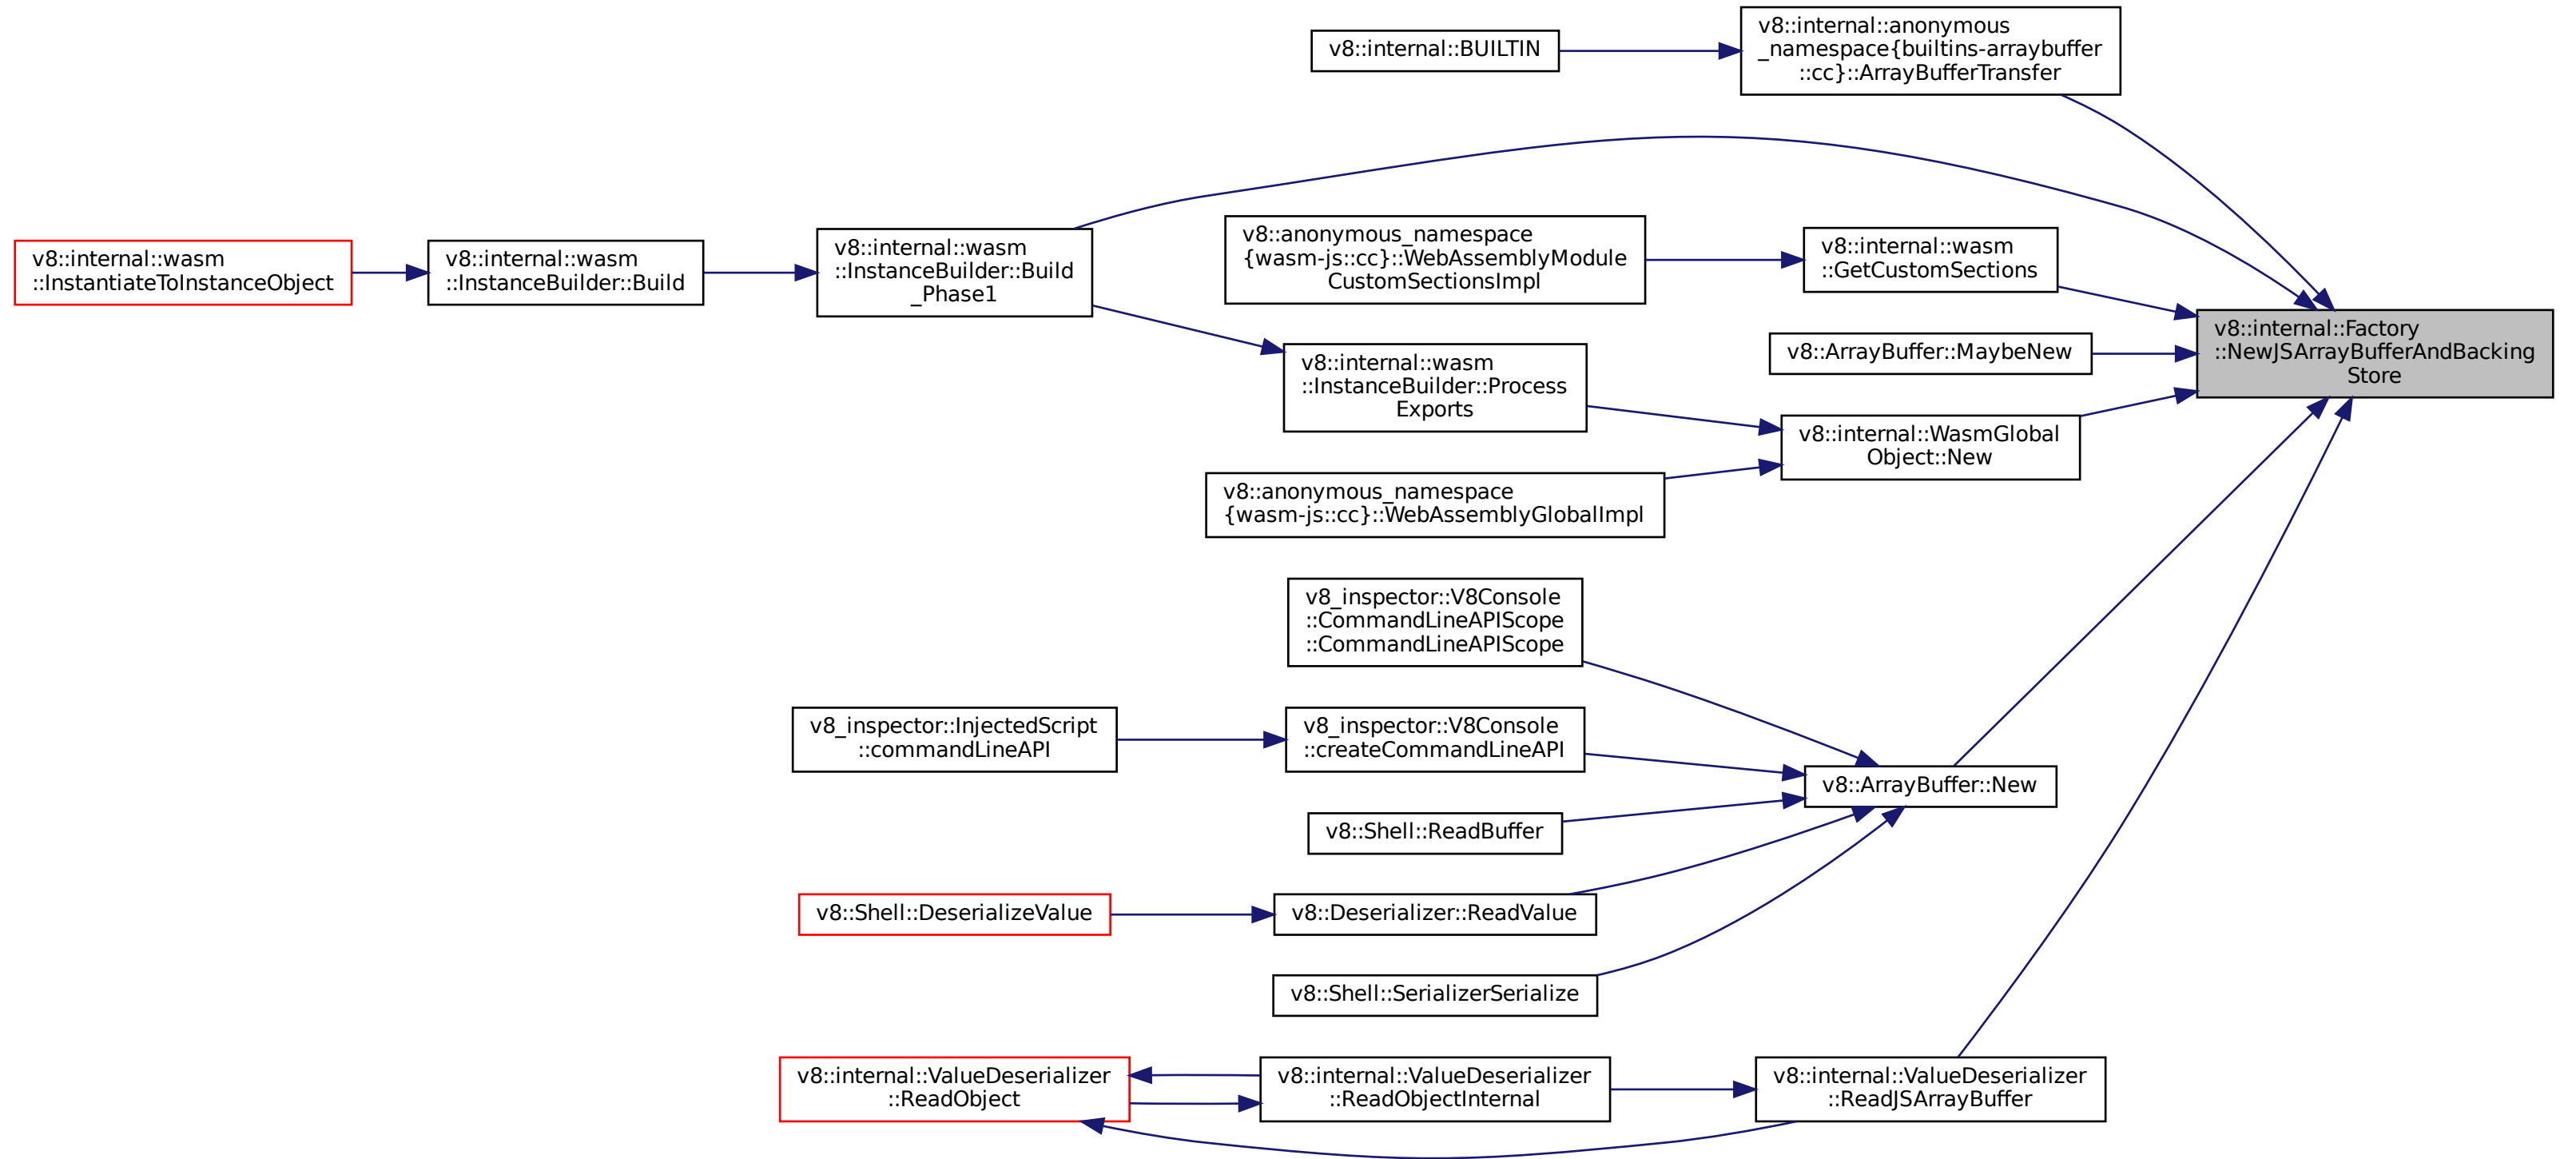 v8::internal::anonymous
_namespace{builtins-arraybuffer
::cc}::ArrayBufferTransfer
v8::internal::BUILTIN
v8::anonymous_namespace
{wasm-js::cc}::WebAssemblyModule
CustomSectionsImpl
v8::internal::wasm
::GetCustomSections
v8::internal::wasm
::InstantiateToInstanceObject
v8::internal::wasm
::InstanceBuilder::Build
v8::internal::wasm
::InstanceBuilder::Build
_Phase1
v8::internal::Factory
::NewJSArrayBufferAndBacking
Store
v8::ArrayBuffer::MaybeNew
v8::internal::wasm
::InstanceBuilder::Process
Exports
v8::internal::WasmGlobal
Object::New
v8::anonymous_namespace
{wasm-js::cc}::WebAssemblyGlobalImpl
v8_inspector::V8Console
::CommandLineAPIScope
::CommandLineAPIScope
v8_inspector::InjectedScript
::commandLineAPI
v8_inspector::V8Console
::createCommandLineAPI
v8::ArrayBuffer::New
v8::Shell::ReadBuffer
v8::Shell::DeserializeValue
v8::Deserializer::ReadValue
v8::Shell::SerializerSerialize
v8::internal::ValueDeserializer
::ReadObject
v8::internal::ValueDeserializer
::ReadObjectInternal
v8::internal::ValueDeserializer
::ReadJSArrayBuffer